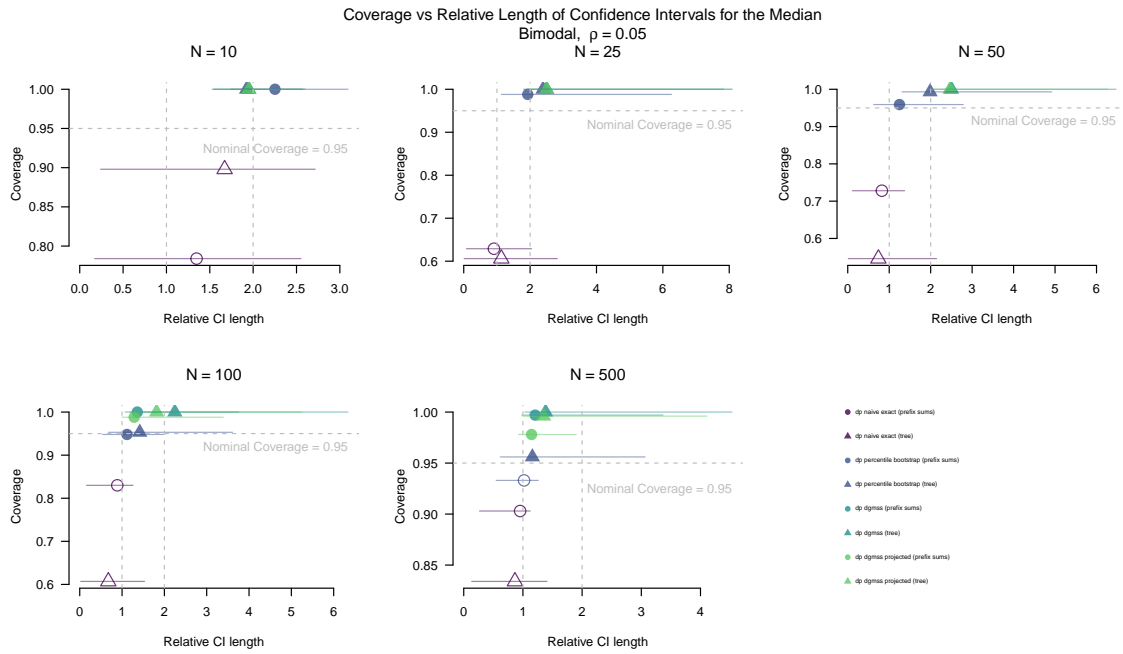 Coverage vs Relative Length of Confidence Intervals for the Median
Bimodal, ρ = 0.05
N = 10
N = 25
N = 50
1.00
0.95
0.90
0.85
0.80
Coverage
Nominal Coverage = 0.95
0.0 0.5 1.0 1.5 2.0 2.5 3.0
Relative CI length
1.0
0.9
0.8
0.7
0.6
Coverage
Nominal Coverage = 0.95
0 2 4 6 8
Relative CI length
1.0
0.9
0.8
0.7
0.6
Coverage
Nominal Coverage = 0.95
0 1 2 3 4 5 6
Relative CI length
N = 100
N = 500
1.0
0.9
0.8
0.7
0.6
Coverage
Nominal Coverage = 0.95
0 1 2 3 4 5 6
Relative CI length
1.00
0.95
0.90
0.85
Coverage
Nominal Coverage = 0.95
0 1 2 3 4
Relative CI length
dp naive exact (prefix sums)
dp naive exact (tree)
dp percentile bootstrap (prefix sums)
dp percentile bootstrap (tree)
dp dgmss (prefix sums)
dp dgmss (tree)
dp dgmss projected (prefix sums)
dp dgmss projected (tree)